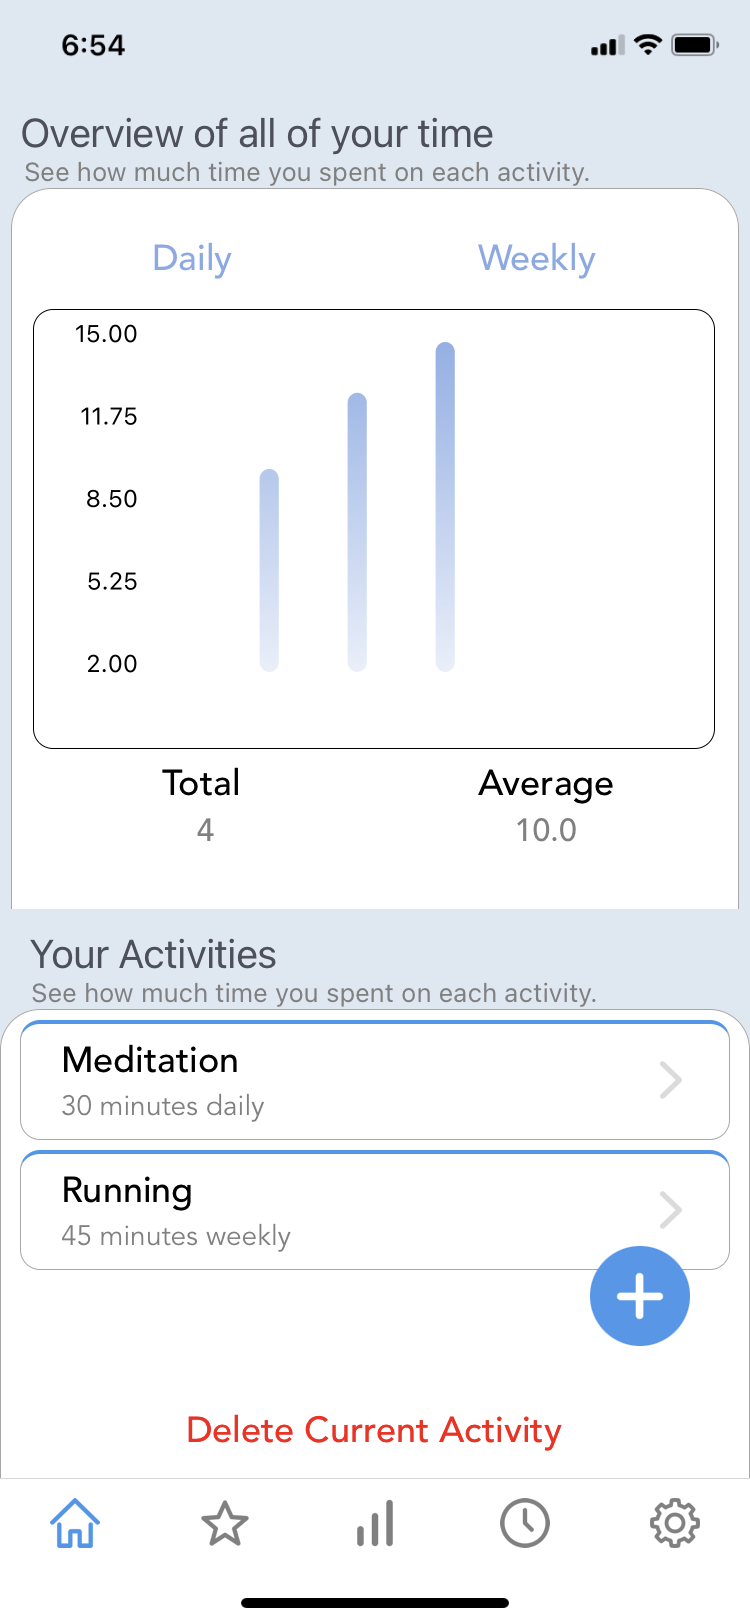 6:54
Overview of all of your time
See how much time you spent on each activity.
Daily Weekly
15.00
11.75
8.50
5.25
2.00
Total Average
4 10.0
Your Activities
See how much time you spent on each activity.
Meditation
30 minutes daily
Running
45 minutes weekly
Delete Current Activity